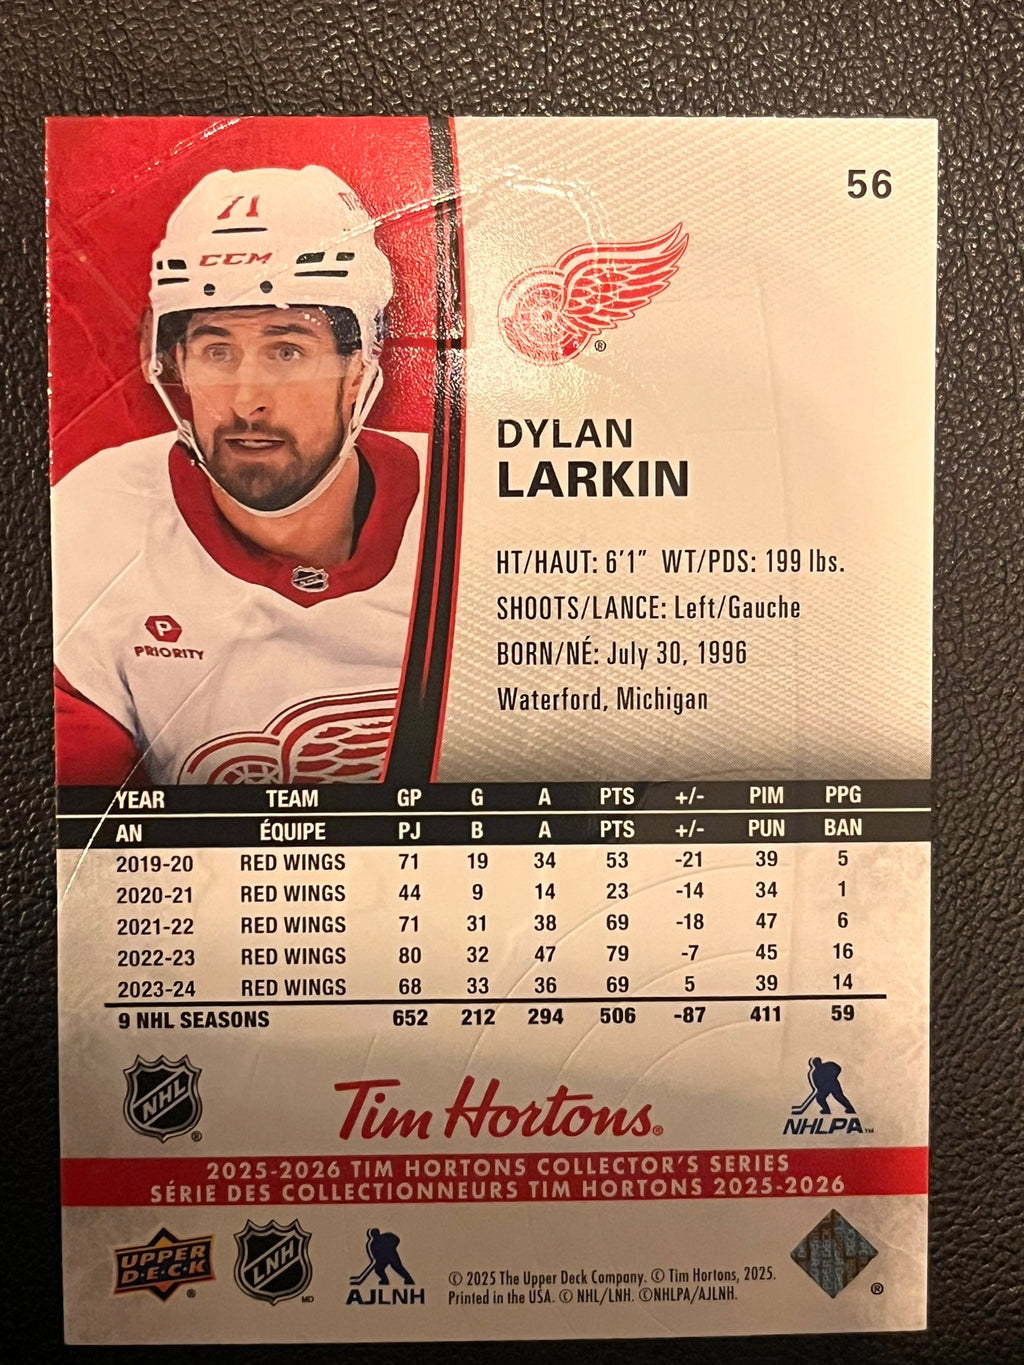 56
71
CCM
®
DYLAN
LARKIN
HT/HAUT: 6'1" WT/PDS: 199 lbs.
SHOOTS/LANCE: Left/Gauche
BORN/NÉ: July 30, 1996
Waterford, Michigan
P
PRIORITY
YEAR TEAM GP G A PTS +/- PIM PPG
AN ÉQUIPE PJ B A PTS +/- PUN BAN
2019-20 RED WINGS 71 19 34 53 -21 39 5
2020-21 RED WINGS 44 9 14 23 -14 34 1
2021-22 RED WINGS 71 31 38 69 -18 47 6
2022-23 RED WINGS 80 32 47 79 -7 45 16
2023-24 RED WINGS 68 33 36 69 5 39 14
9 NHL SEASONS 652 212 294 506 -87 411 59
NHL ®
Tim Hortons®
NHLPA™
2025-2026 TIM HORTONS COLLECTOR'S SERIES
SÉRIE DES COLLECTIONNEURS TIM HORTONS 2025-2026
UPPER
D·E·C·K ®
LNH MD
AJLNH
© 2025 The Upper Deck Company. © Tim Hortons, 2025.
Printed in the USA. © NHL/LNH. ©NHLPA/AJLNH.
®